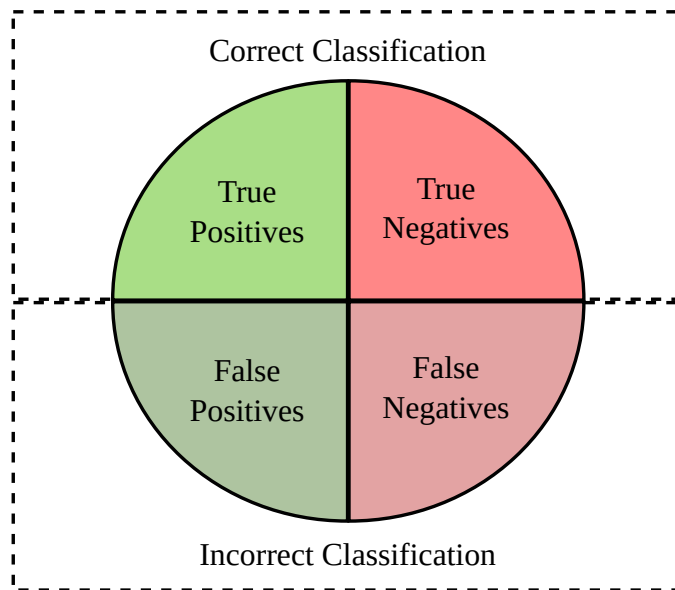 Correct Classification
True
Positives
True
Negatives
False
Positives
False
Negatives
Incorrect Classification